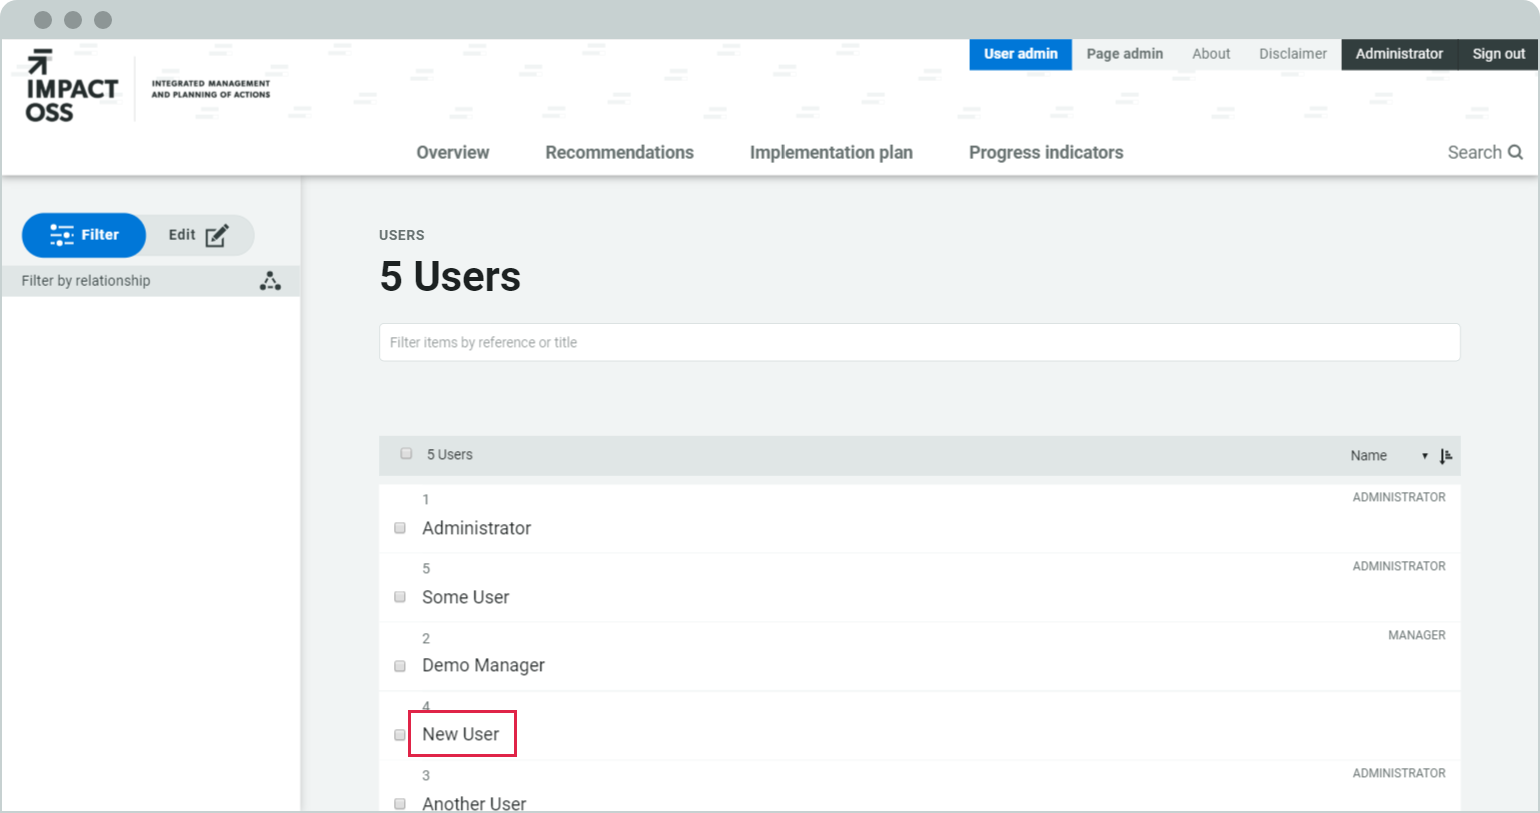 IMPACT
OSS
INTEGRATED MANAGEMENT
AND PLANNING OF ACTIONS
User admin
Page admin
About
Disclaimer
Administrator
Sign out
Overview
Recommendations
Implementation plan
Progress indicators
Search
Filter
Edit
Filter by relationship
USERS
5 Users
Filter items by reference or title
5 Users
Name
1
ADMINISTRATOR
Administrator
5
ADMINISTRATOR
Some User
2
MANAGER
Demo Manager
4
New User
3
ADMINISTRATOR
Another User